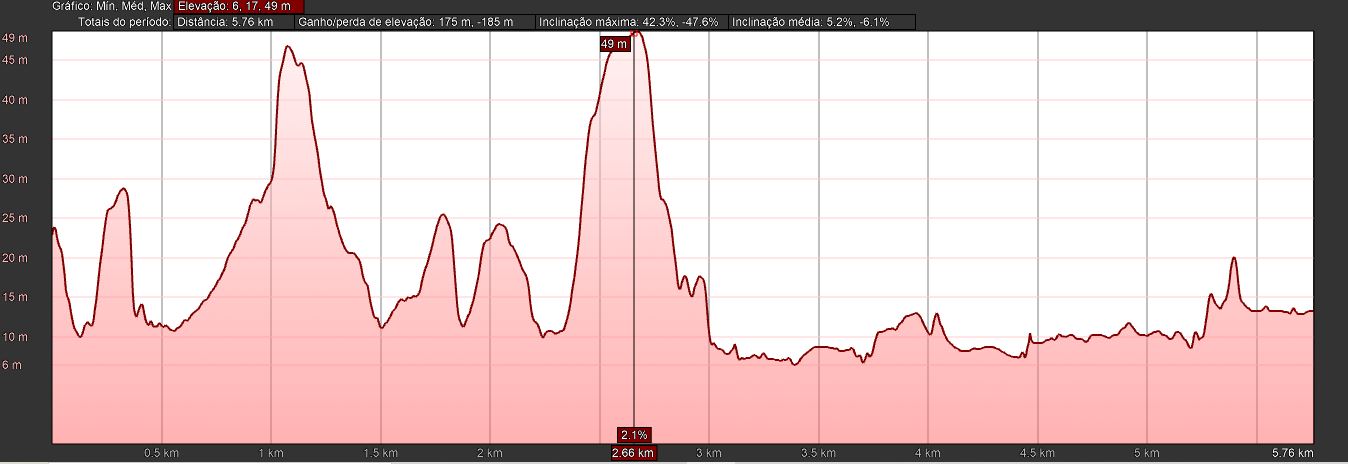 Gráfico: Mín, Méd, Max Elevação: 6, 17, 49 m
Totais do período: Distância: 5.76 km Ganho/perda de elevação: 175 m, -185 m Inclinação máxima: 42.3%, -47.6% Inclinação média: 5.2%, -6.1%
49 m
49 m
45 m
40 m
35 m
30 m
25 m
20 m
15 m
10 m
6 m
2.1%
0.5 km 1 km 1.5 km 2 km 2.66 km 3 km 3.5 km 4 km 4.5 km 5 km 5.76 km